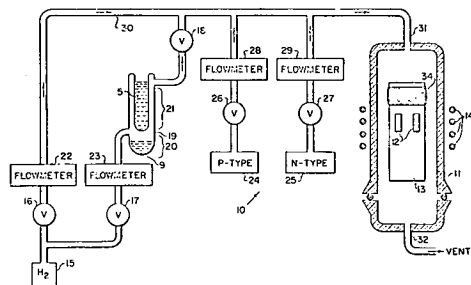 30
31
18
V
28
29
34
FLOWMETER
FLOWMETER
5
21
26
V
27
V
14
12
19
20
22
23
9
P-TYPE
N-TYPE
11
FLOWMETER
FLOWMETER
24
25
13
16
V
17
V
10
32
H2
15
VENT